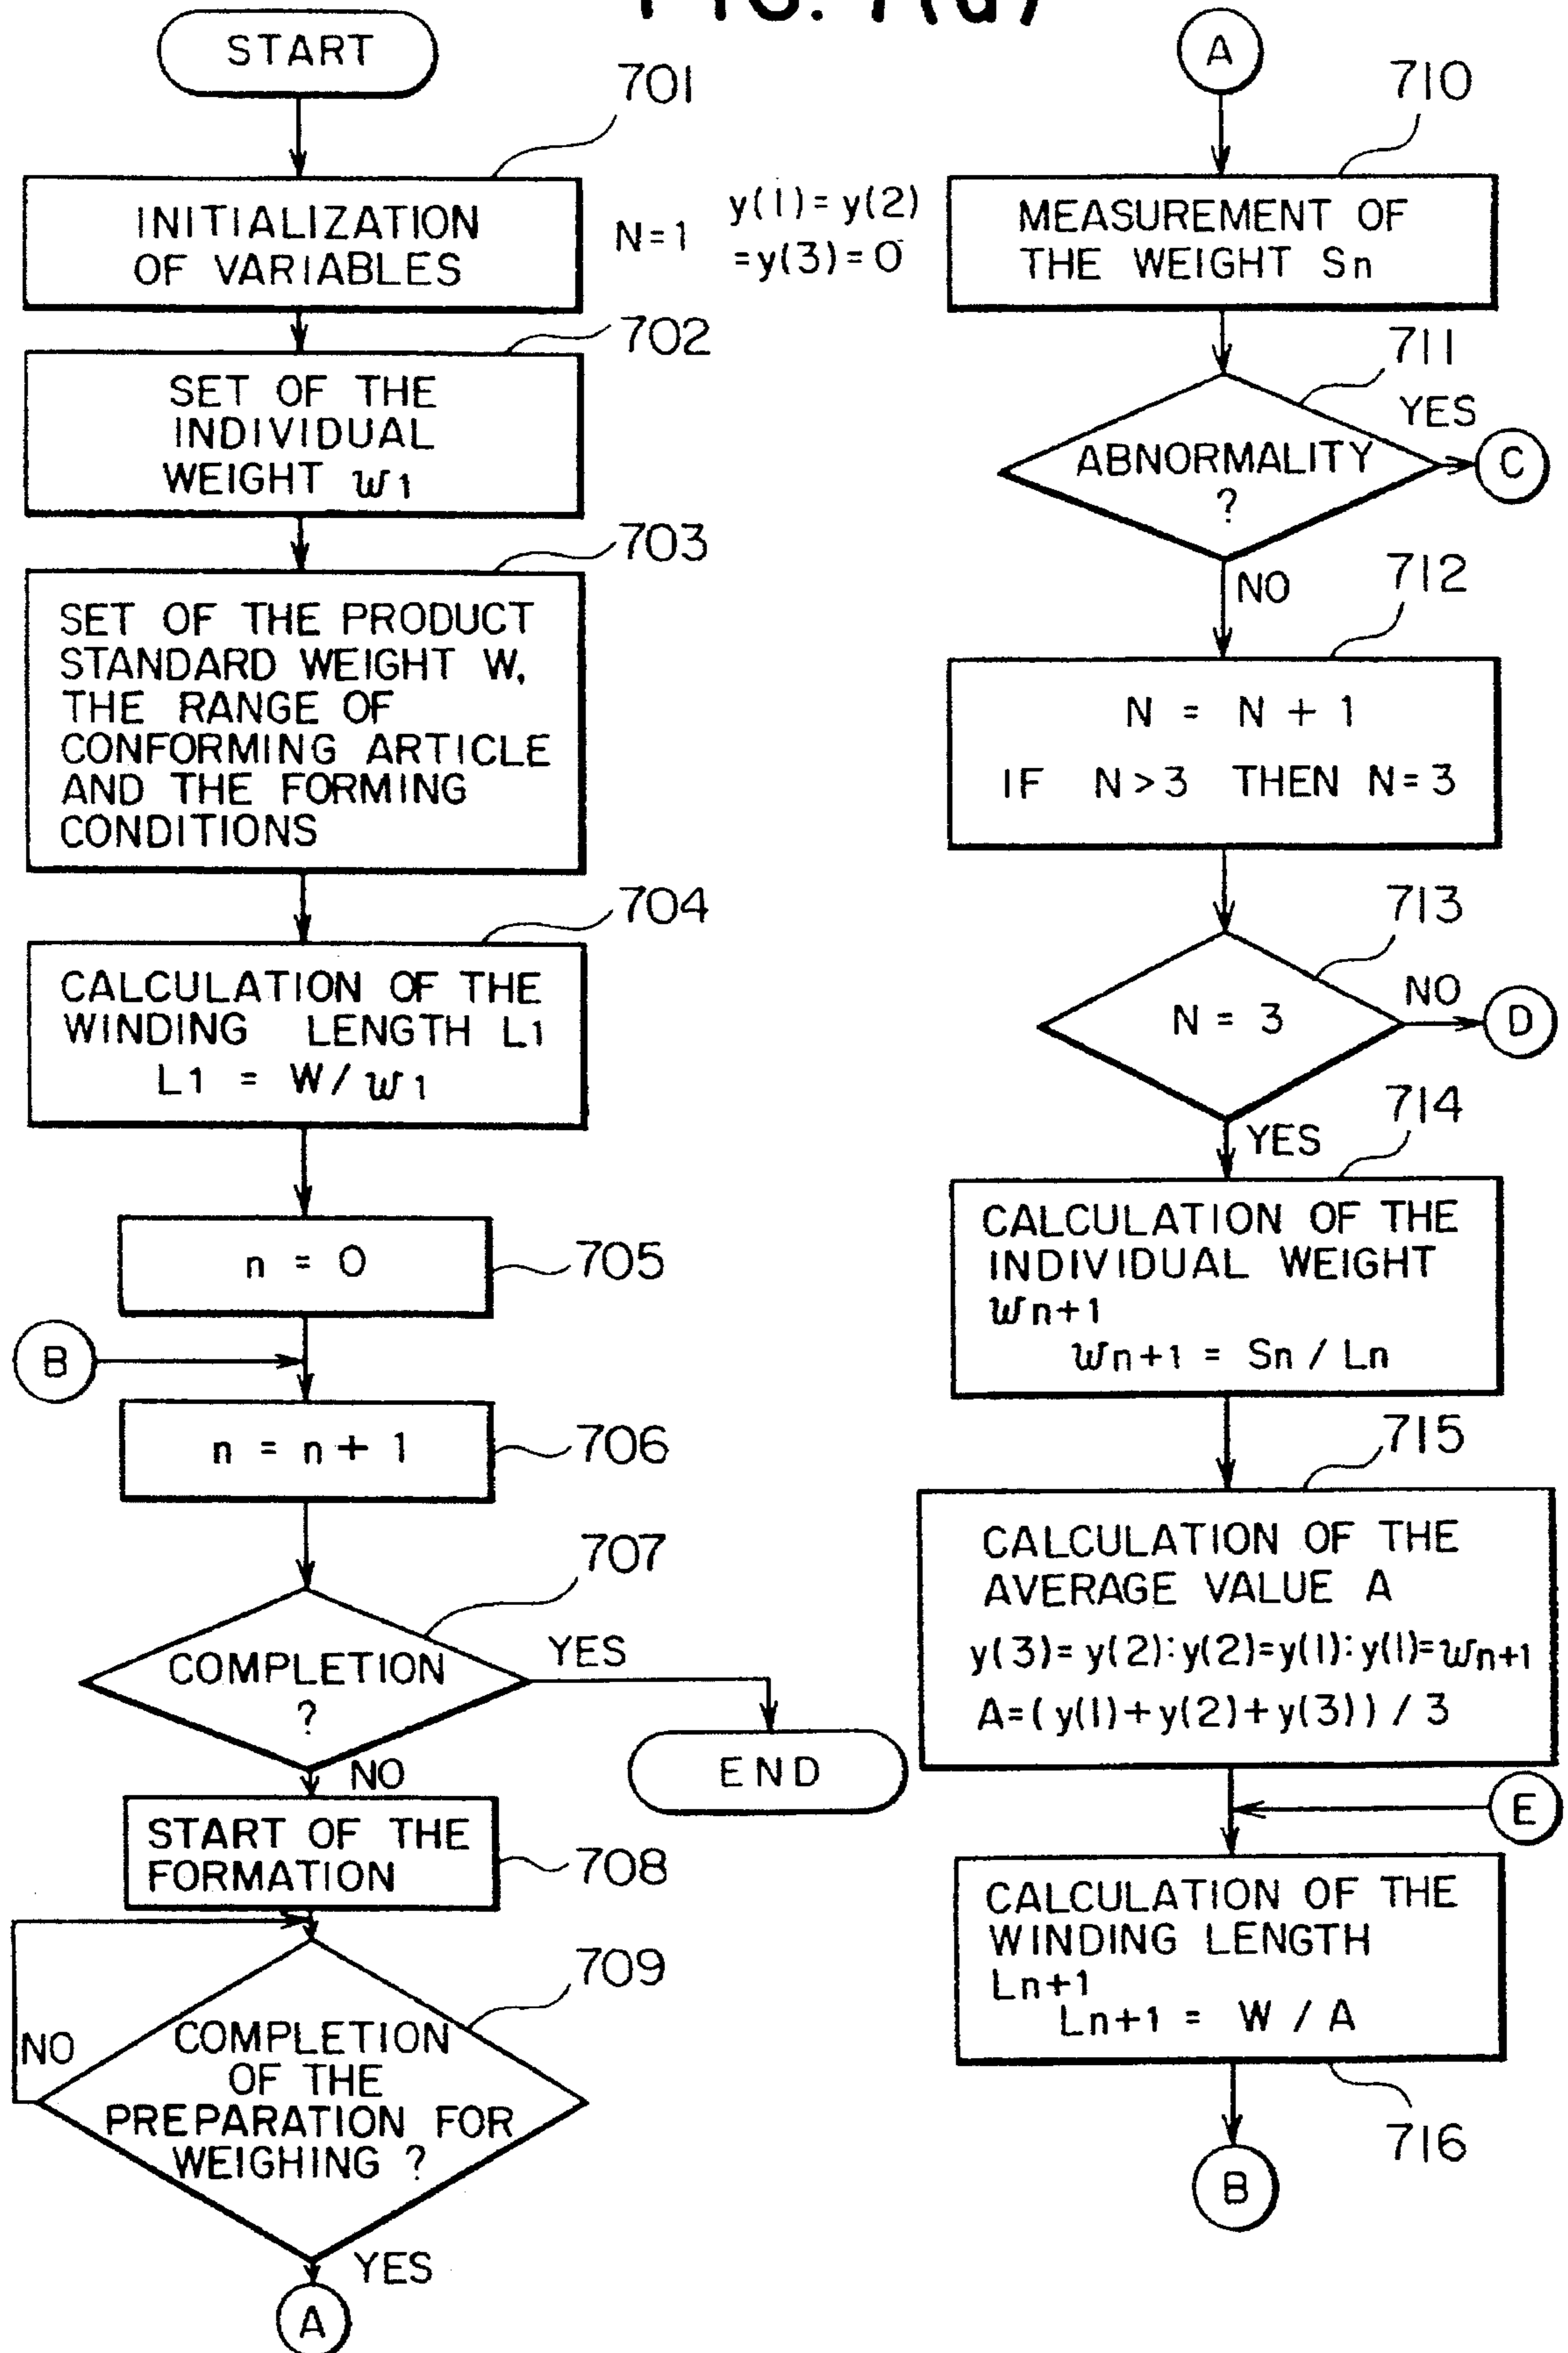 FIG. 7(a)
START
701
INITIALIZATION
OF VARIABLES
N=1
y(1)=y(2)
=y(3)=0
702
SET OF THE
INDIVIDUAL
WEIGHT w1
703
SET OF THE PRODUCT
STANDARD WEIGHT W,
THE RANGE OF
CONFORMING ARTICLE
AND THE FORMING
CONDITIONS
704
CALCULATION OF THE
WINDING LENGTH L1
L1 = W/w1
n = 0
705
B
n = n + 1
706
707
COMPLETION
?
YES
END
NO
START OF THE
FORMATION
708
709
COMPLETION
OF THE
PREPARATION FOR
WEIGHING ?
NO
YES
A
A
710
MEASUREMENT OF
THE WEIGHT Sn
711
ABNORMALITY
?
YES
C
NO
712
N = N + 1
IF N>3 THEN N=3
713
N = 3
NO
D
YES
714
CALCULATION OF THE
INDIVIDUAL WEIGHT
wn+1
wn+1 = Sn / Ln
715
CALCULATION OF THE
AVERAGE VALUE A
y(3)=y(2):y(2)=y(1):y(1)=wn+1
A=(y(1)+y(2)+y(3))/3
E
CALCULATION OF THE
WINDING LENGTH
Ln+1
Ln+1 = W / A
716
B